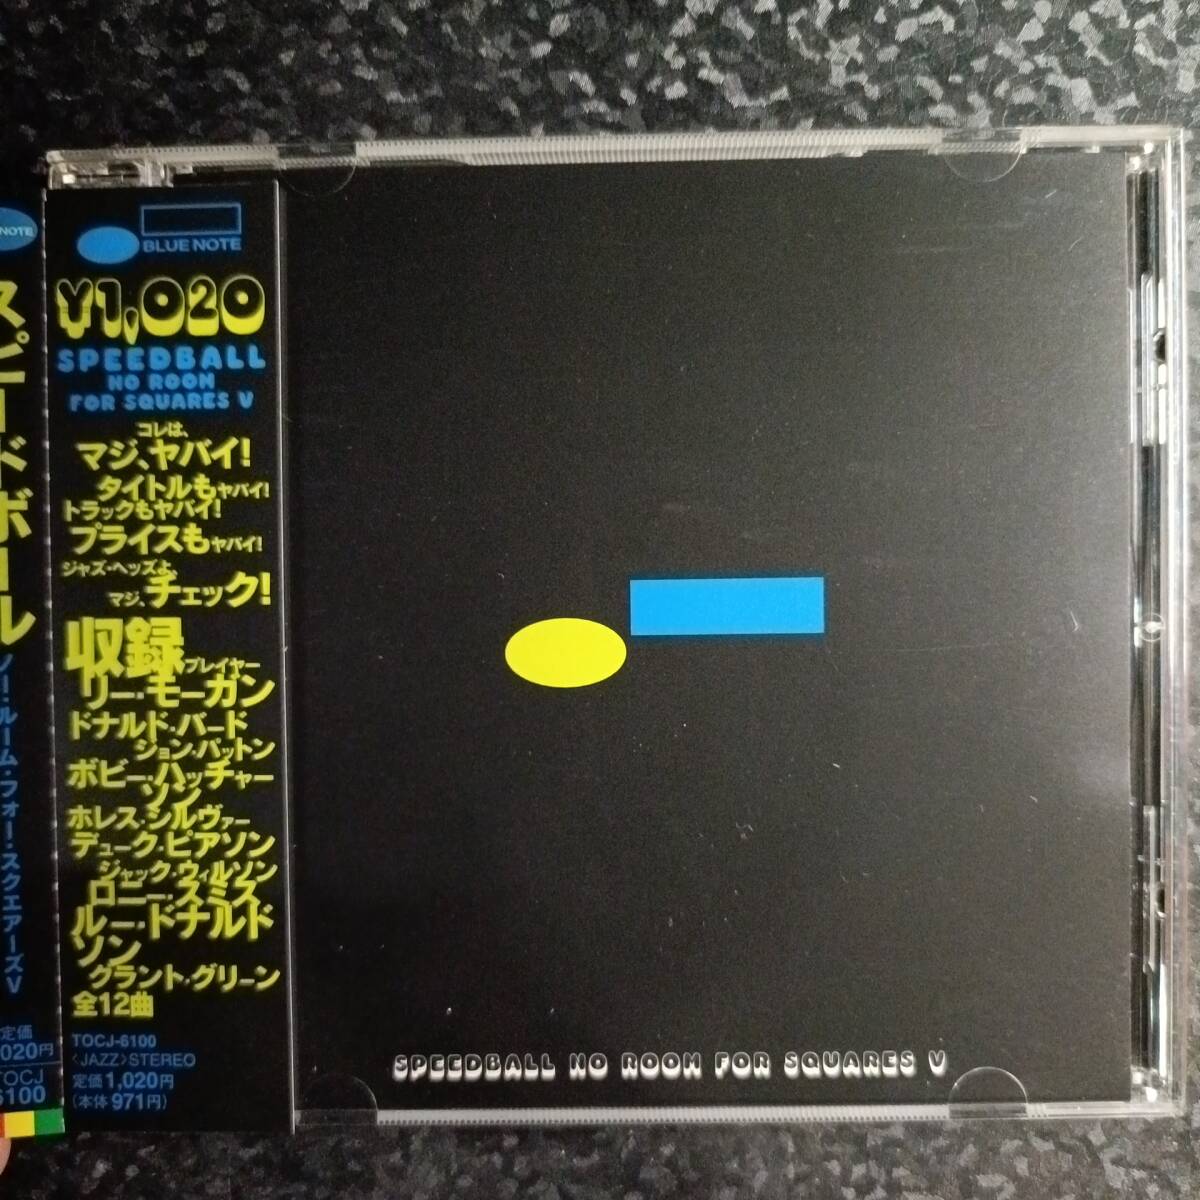 NOTE
スピードボール
ノー・ルーム・フォー・スクエアーズV
定価
020円
TOCJ
6100
BLUE NOTE
¥1,020
SPEEDBALL
NO ROOM
FOR SQUARES V
コレは、
マジ、ヤバイ!
タイトルもヤバイ!
トラックもヤバイ!
プライスもヤバイ!
ジャズ・ヘッズよ、
マジ、チェック!
収録プレイヤー
リー・モーガン
ドナルド・バード
ジョン・パットン
ボビー・ハッチャー
ソン
ホレス・シルヴァー
デューク・ピアソン
ジャック・ウィルソン
ロニー・スミス
ルー・ドナルド
ソン
グラント・グリーン
全12曲
TOCJ-6100
〈JAZZ〉STEREO
定価1,020円
(本体 971円)
SPEEDBALL NO ROOM FOR SQUARES V